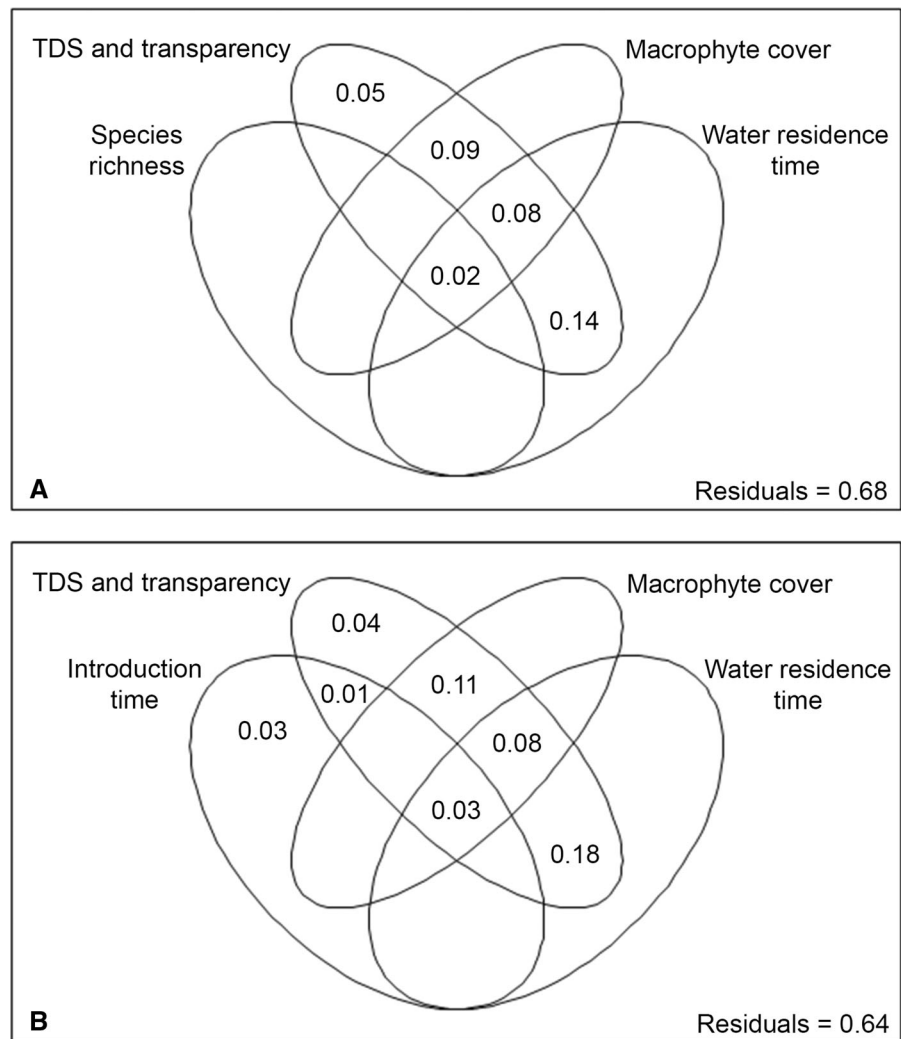 TDS and transparency
Macrophyte cover
0.05
Species
richness
0.09
Water residence
time
0.08
0.02
0.14
A
Residuals = 0.68
TDS and transparency
Macrophyte cover
0.04
Introduction
time
0.01
0.11
Water residence
time
0.03
0.08
0.03
0.18
B
Residuals = 0.64